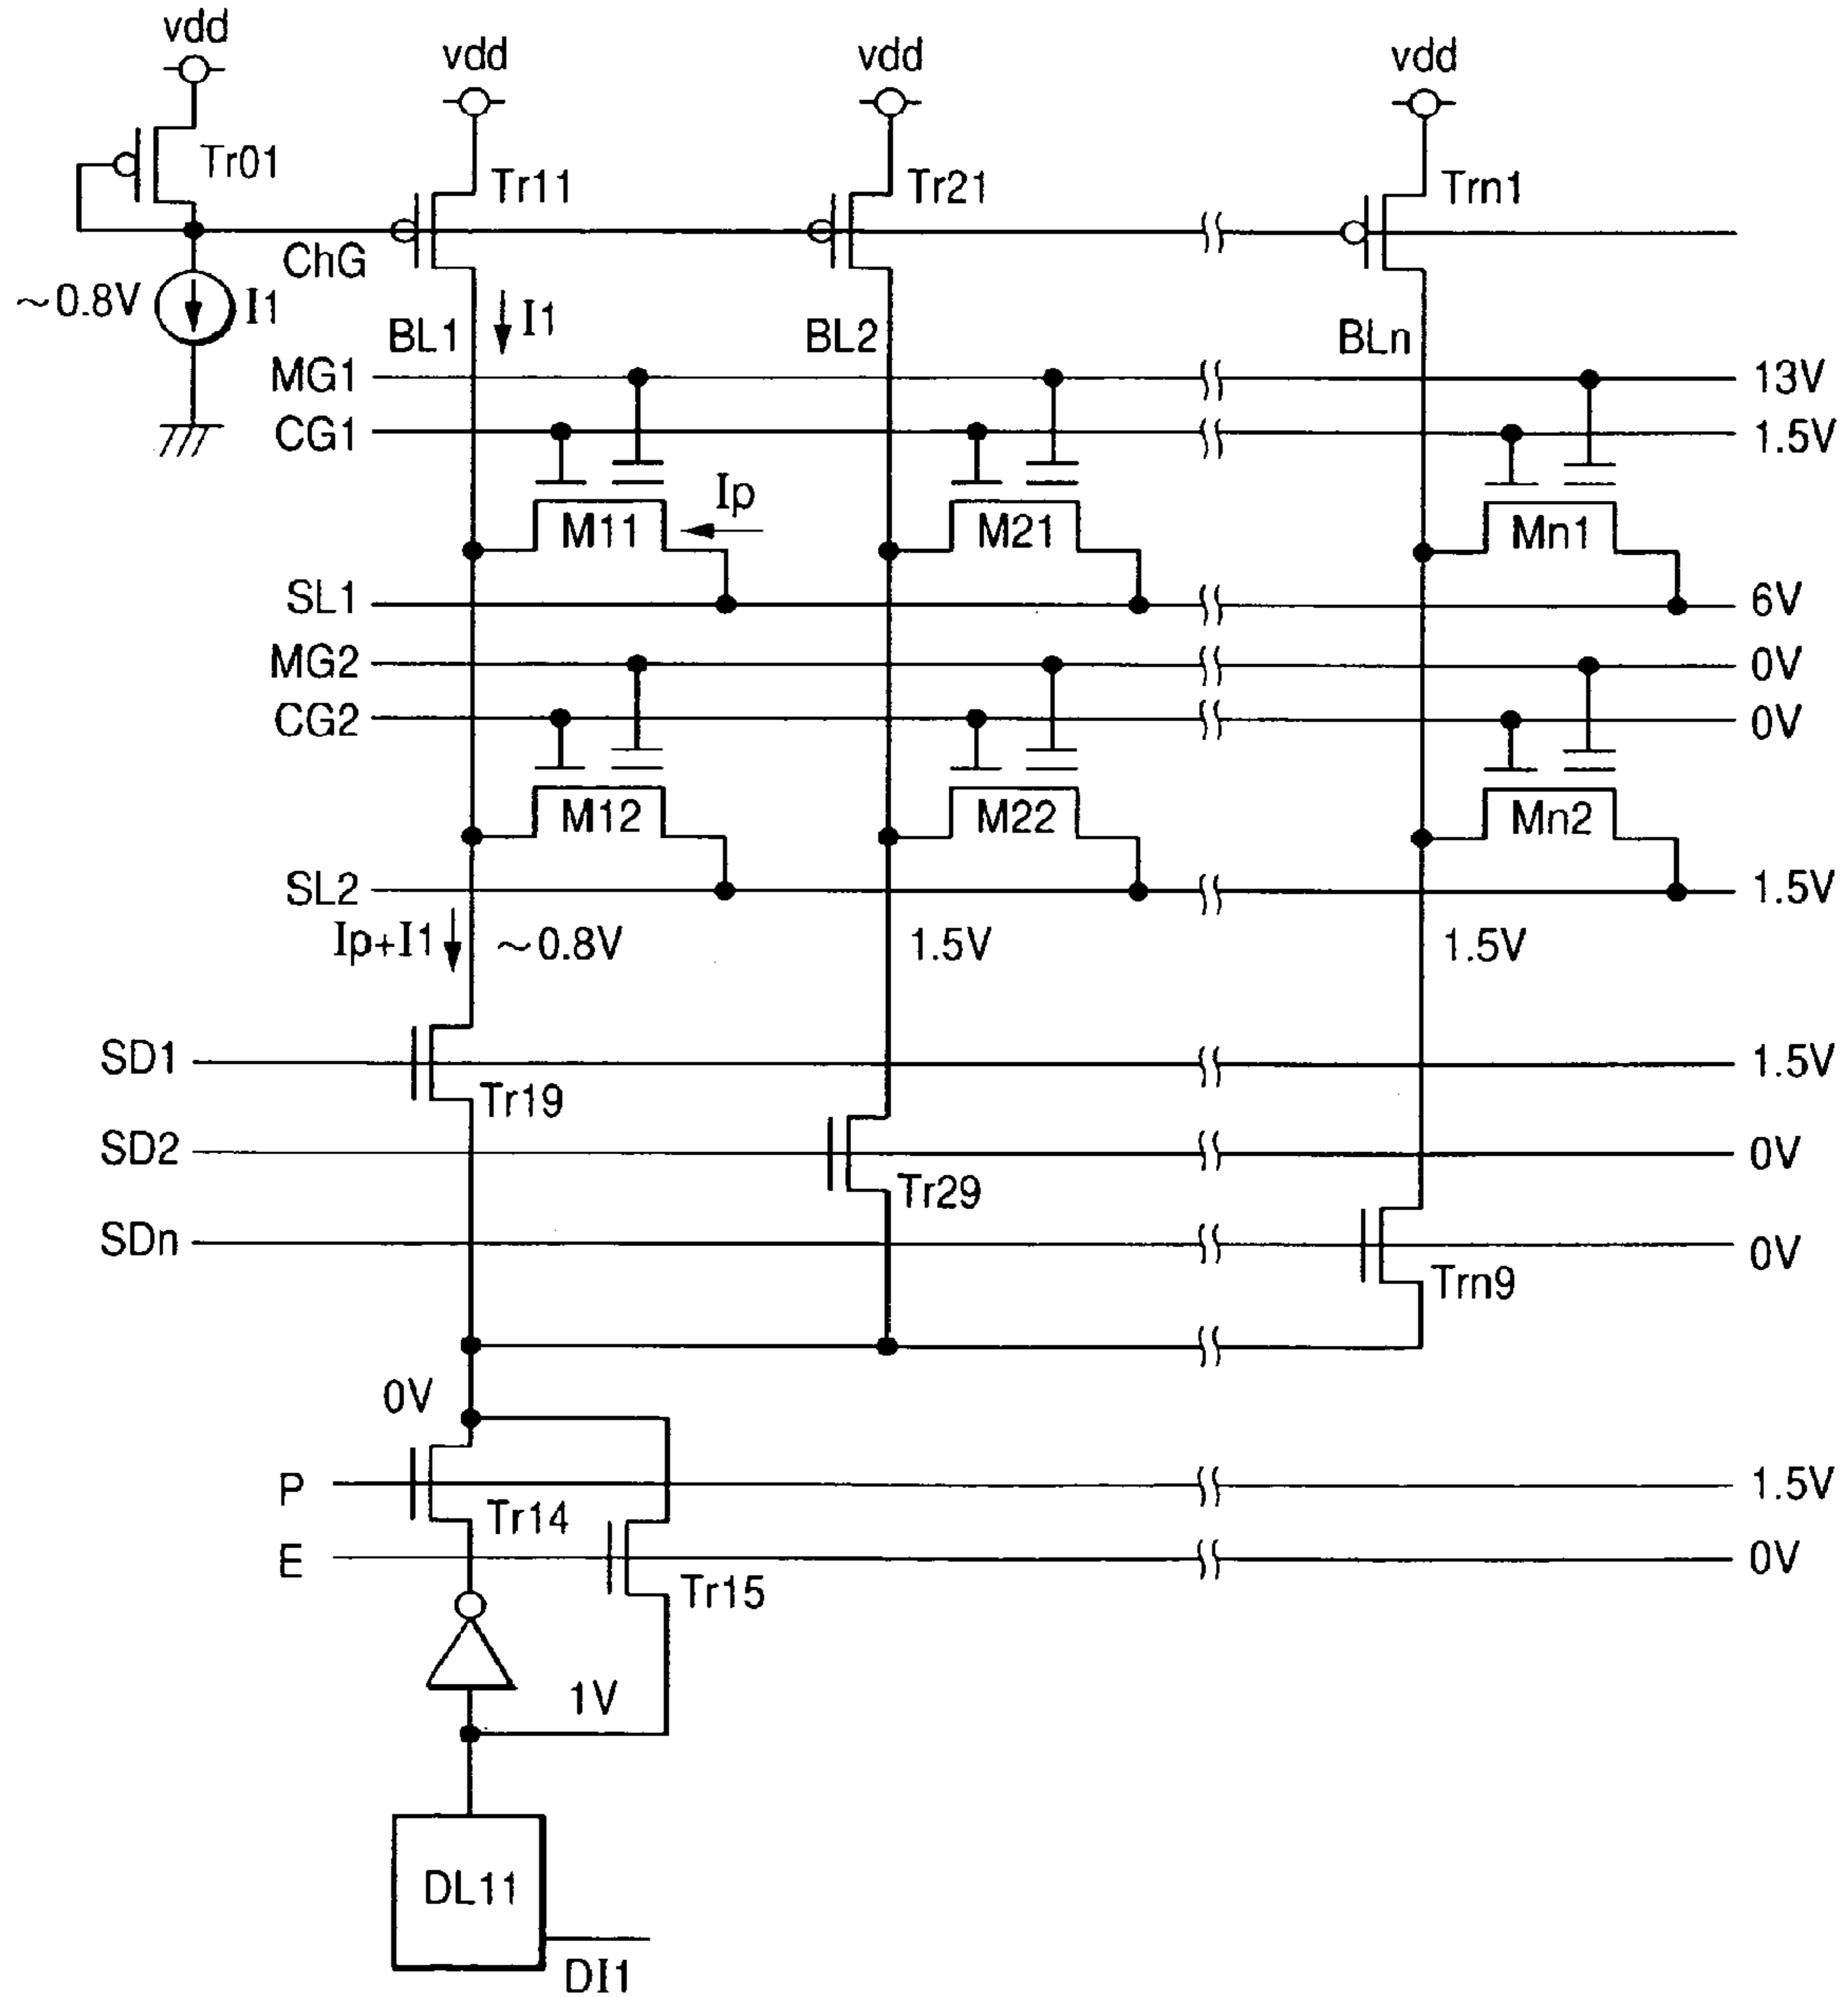 vdd vdd vdd vdd
Tr01 Tr11 Tr21 Trn1
ChG
~0.8V I1 I1
BL1 BL2 BLn
MG1 13V
CG1 1.5V
Ip
M11 M21 Mn1
SL1 6V
MG2 0V
CG2 0V
M12 M22 Mn2
SL2 1.5V
Ip+I1 ~0.8V 1.5V 1.5V
SD1 1.5V
Tr19
SD2 0V
Tr29
SDn 0V
Trn9
0V
P 1.5V
Tr14
E 0V
Tr15
1V
DL11
DI1